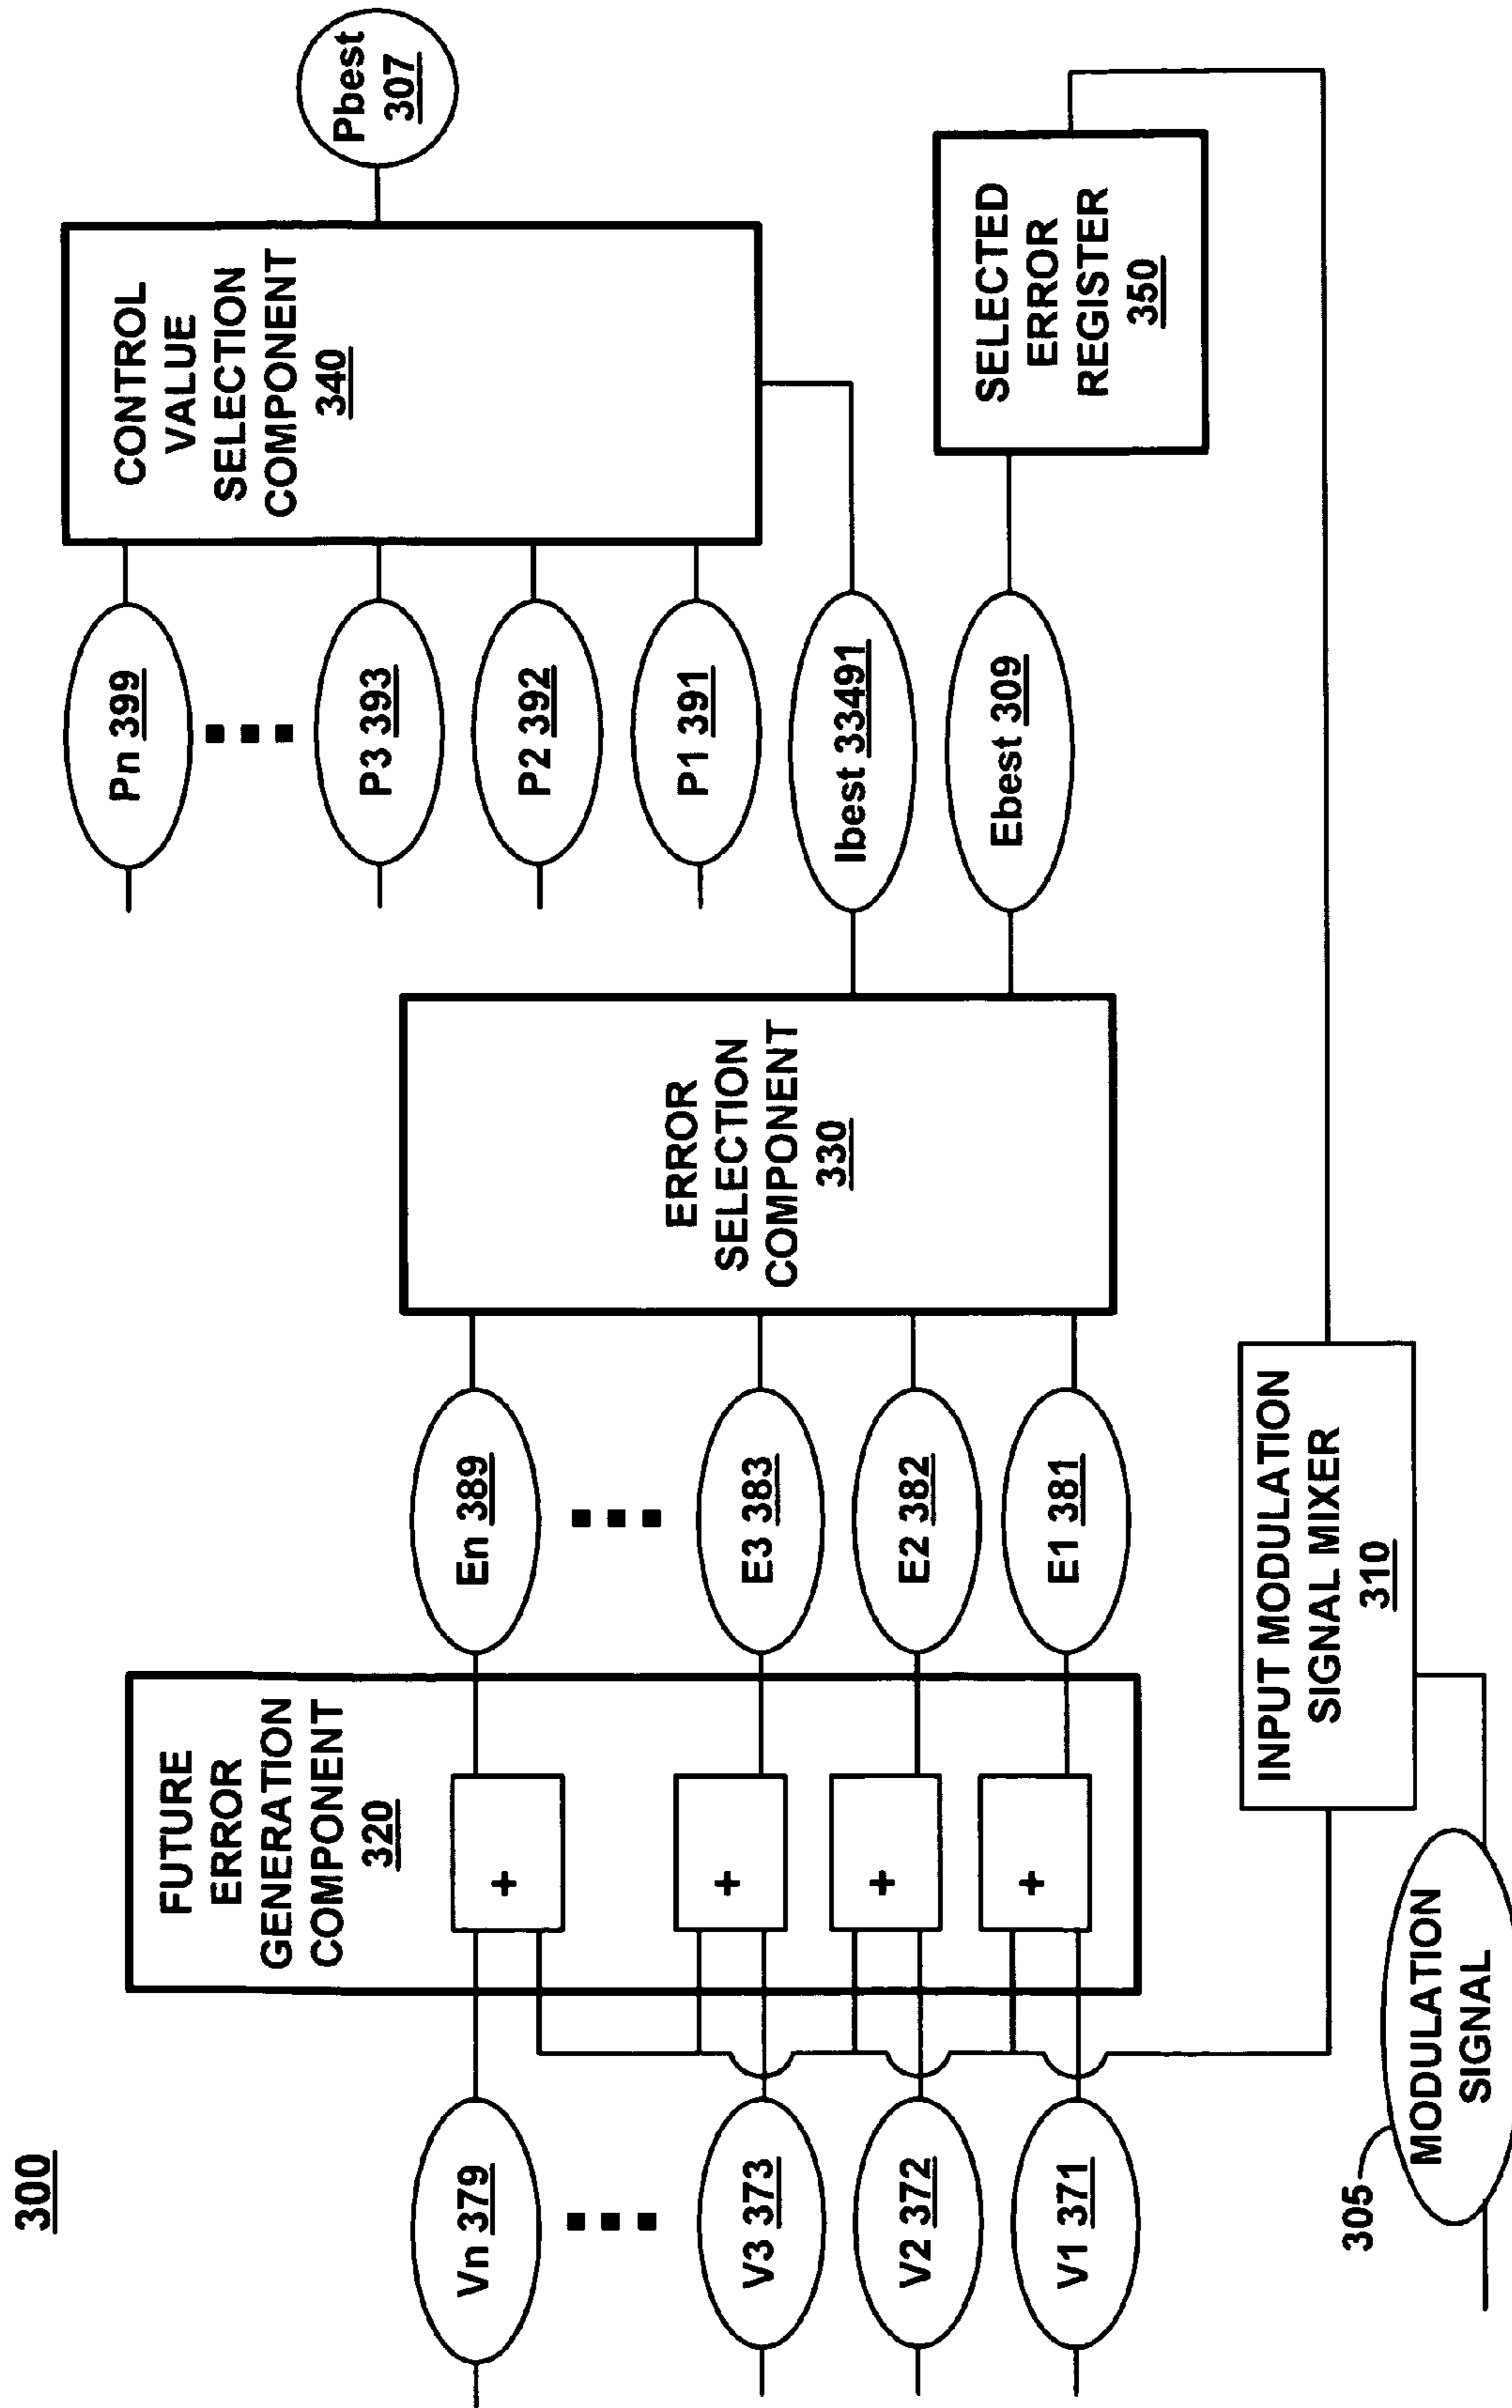 300
Vn 379
V3 373
V2 372
V1 371
305
MODULATION
SIGNAL
FUTURE
ERROR
GENERATION
COMPONENT
320
+
+
+
+
INPUT MODULATION
SIGNAL MIXER
310
En 389
E3 383
E2 382
E1 381
ERROR
SELECTION
COMPONENT
330
Pn 399
P3 393
P2 392
P1 391
Ibest 33491
Ebest 309
CONTROL
VALUE
SELECTION
COMPONENT
340
SELECTED
ERROR
REGISTER
350
Pbest
307